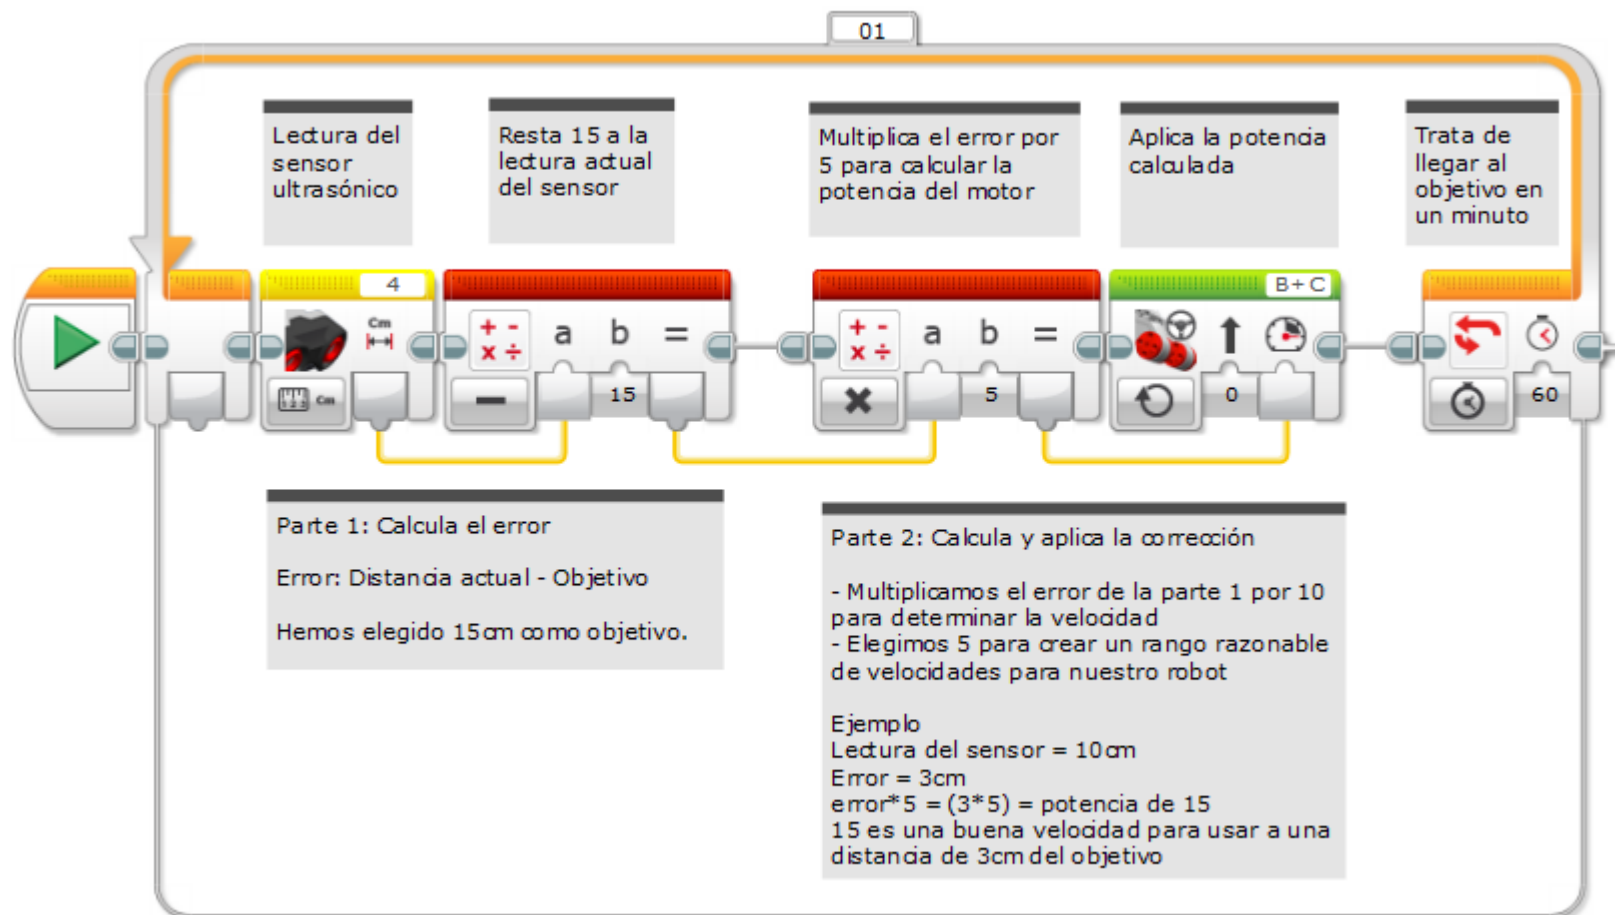 01
Lectura del
sensor
ultrasónico
Resta 15 a la
lectura actual
del sensor
Multiplica el error por
5 para calcular la
potencia del motor
Aplica la potencia
calculada
Trata de
llegar al
objetivo en
un minuto
4
Cm
a b =
15
Cm
a b =
5
B+C
0
60
Parte 1: Calcula el error
Error: Distancia actual - Objetivo
Hemos elegido 15cm como objetivo.
Parte 2: Calcula y aplica la corrección
- Multiplicamos el error de la parte 1 por 10
para determinar la velocidad
- Elegimos 5 para crear un rango razonable
de velocidades para nuestro robot
Ejemplo
Lectura del sensor = 10cm
Error = 3cm
error*5 = (3*5) = potencia de 15
15 es una buena velocidad para usar a una
distancia de 3cm del objetivo